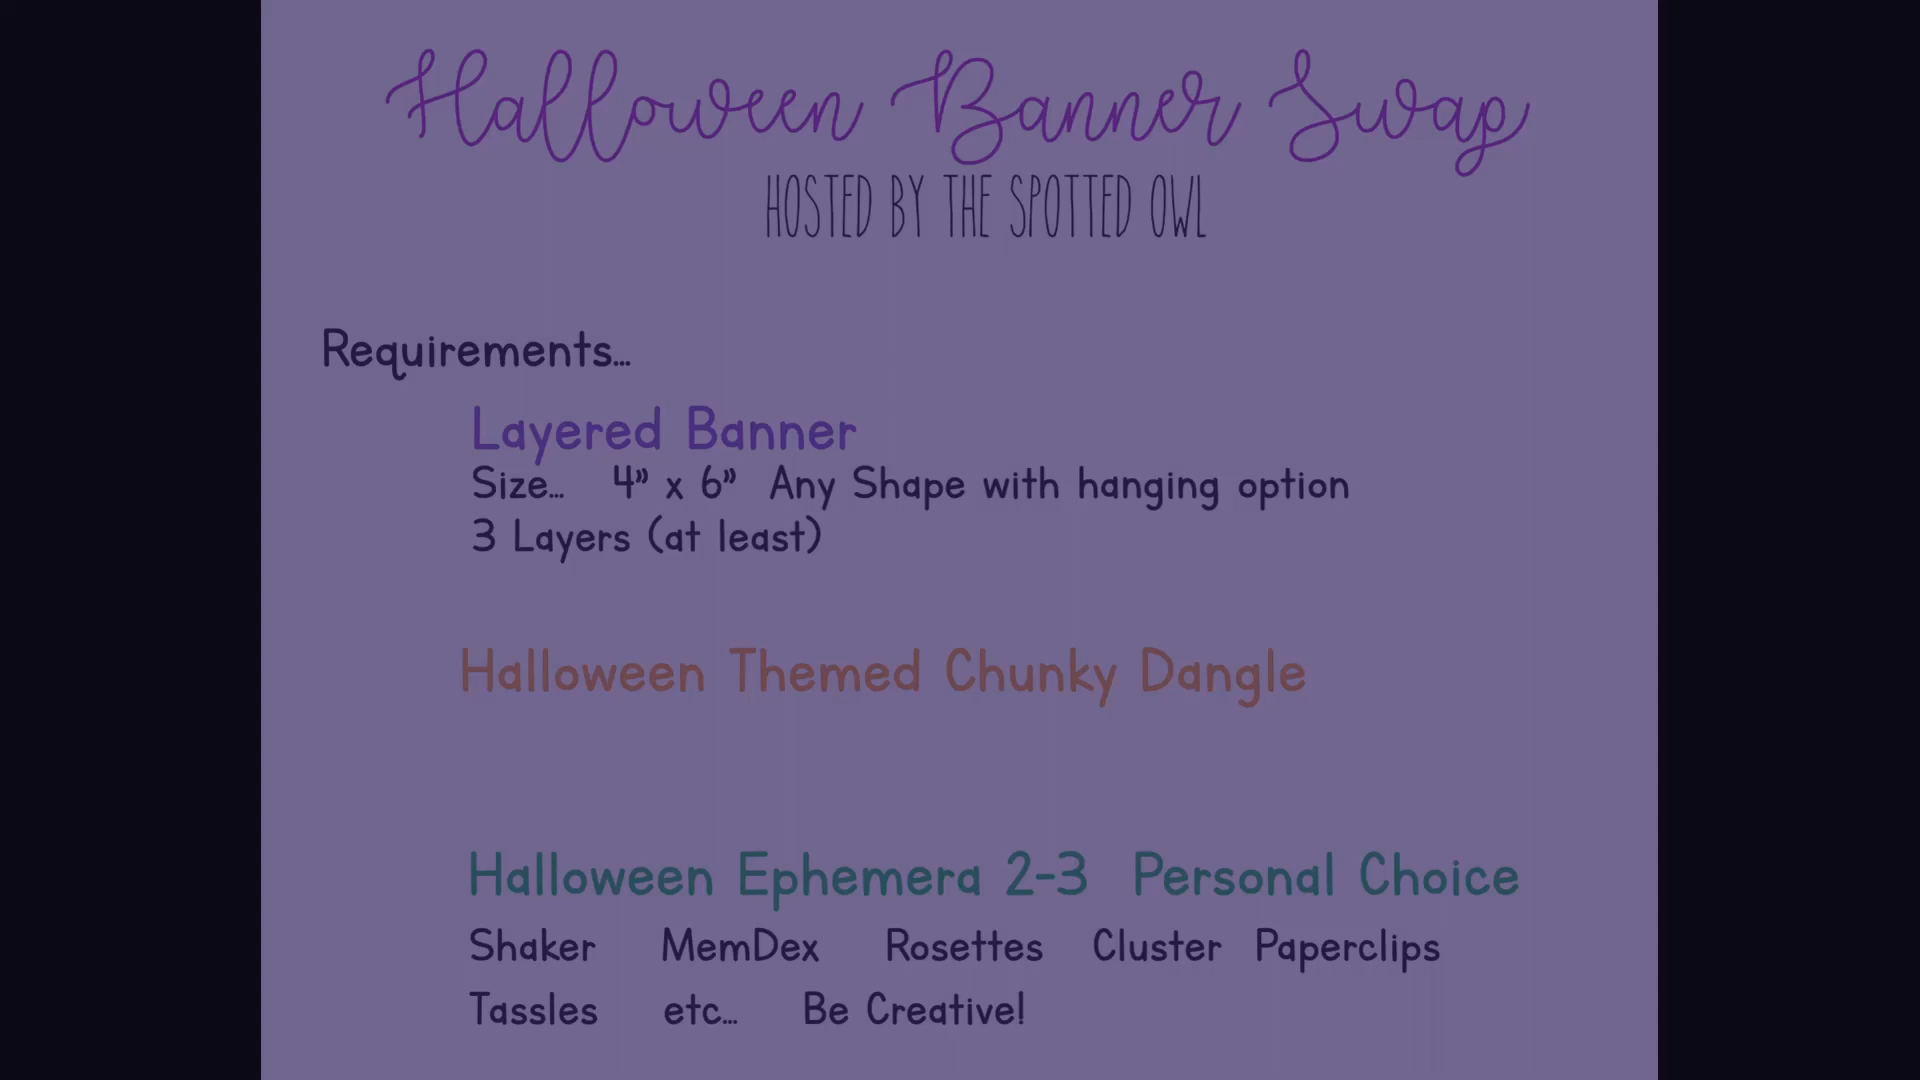 Halloween Banner Swap
HOSTED BY THE SPOTTED OWL
Requirements...
Layered Banner
Size... 4” x 6” Any Shape with hanging option
3 Layers (at least)
Halloween Themed Chunky Dangle
Halloween Ephemera 2-3 Personal Choice
Shaker MemDex Rosettes Cluster Paperclips
Tassles etc... Be Creative!